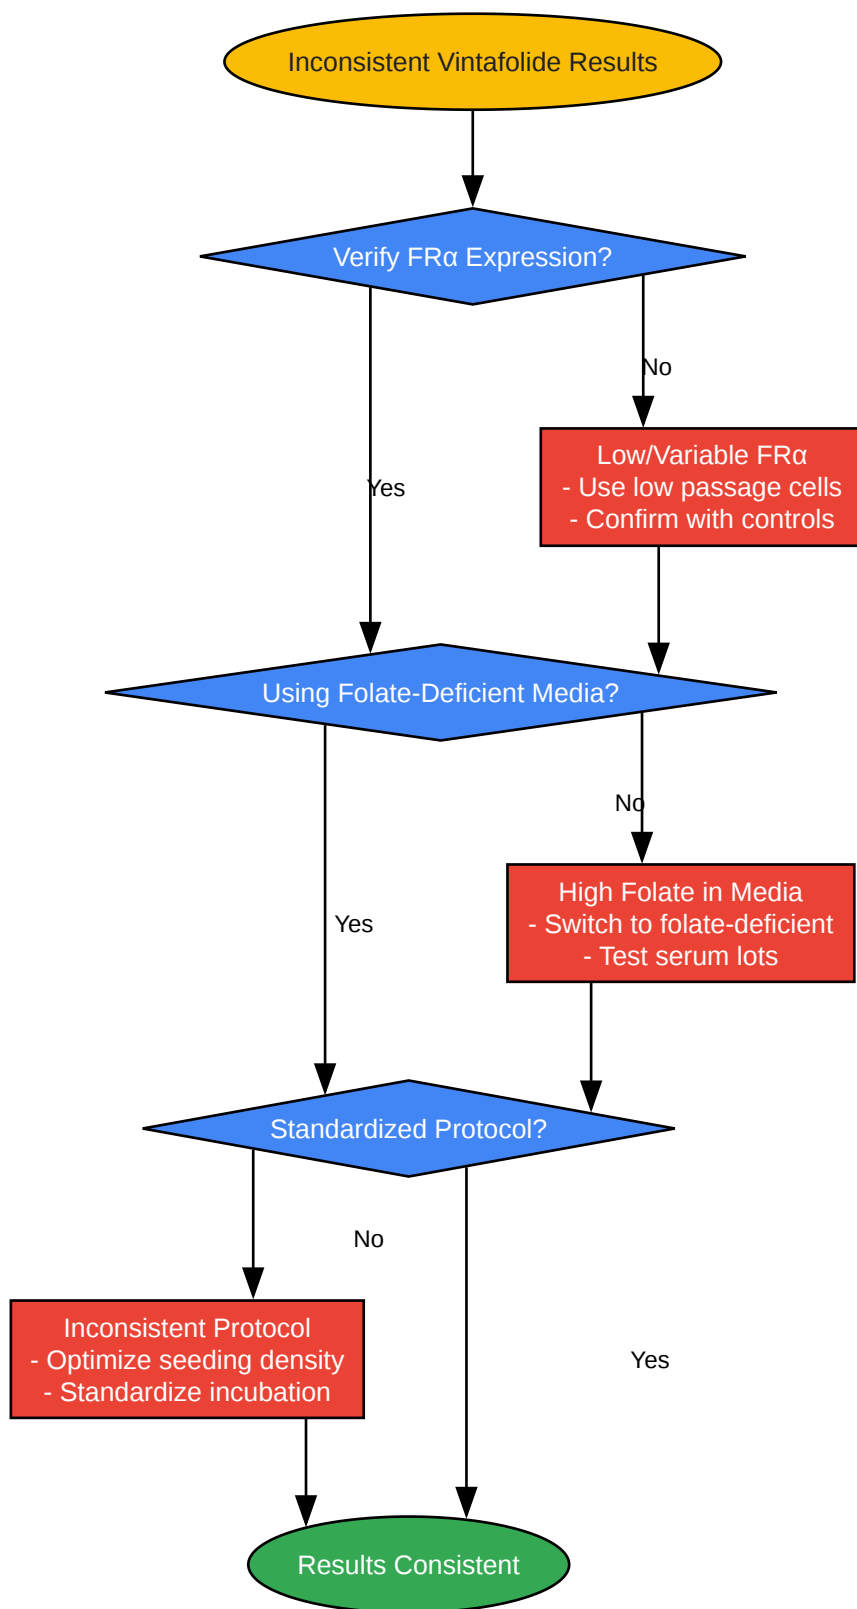 Inconsistent Vintafolide Results
Verify FRα Expression?
No
Low/Variable FRα
- Use low passage cells
- Confirm with controls
Yes
Using Folate-Deficient Media?
No
High Folate in Media
- Switch to folate-deficient
- Test serum lots
Yes
Standardized Protocol?
No
Inconsistent Protocol
- Optimize seeding density
- Standardize incubation
Yes
Results Consistent